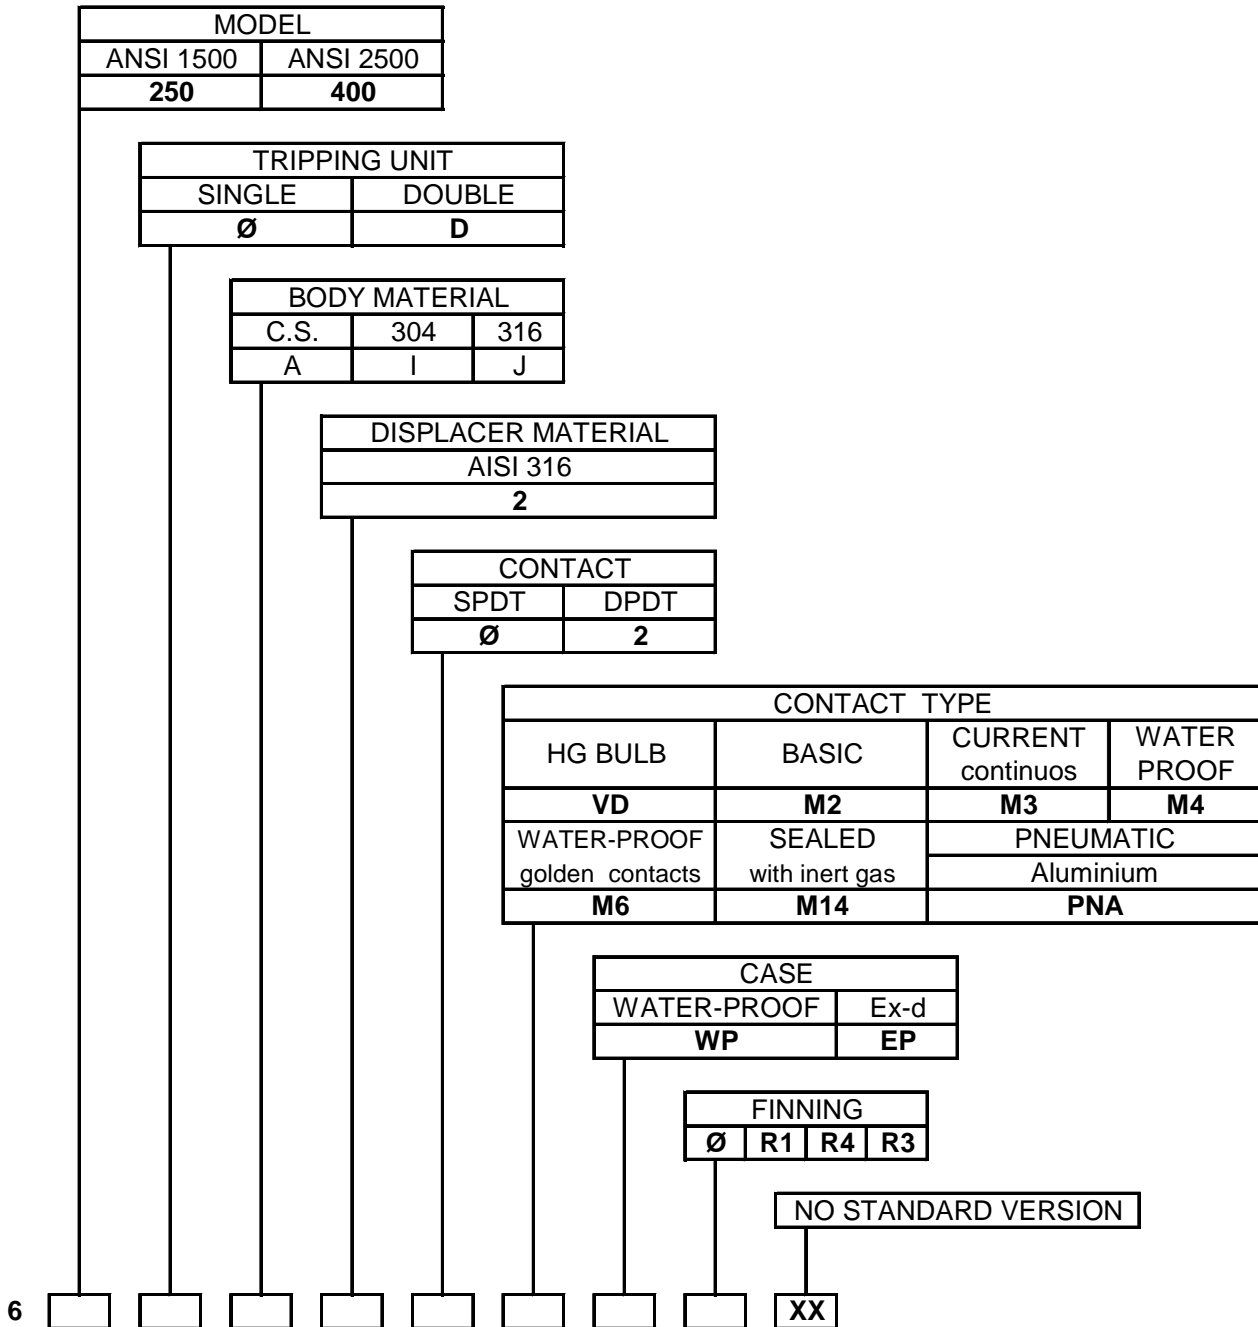 MODEL
ANSI 1500 ANSI 2500
250 400
TRIPPING UNIT
SINGLE DOUBLE
Ø D
BODY MATERIAL
C.S. 304 316
A I J
DISPLACER MATERIAL
AISI 316
2
CONTACT
SPDT DPDT
Ø 2
CONTACT TYPE
HG BULB BASIC CURRENT continuos WATER PROOF
VD M2 M3 M4
WATER-PROOF golden contacts SEALED with inert gas PNEUMATIC Aluminium
M6 M14 PNA
CASE
WATER-PROOF Ex-d
WP EP
FINNING
Ø R1 R4 R3
NO STANDARD VERSION
6 XX